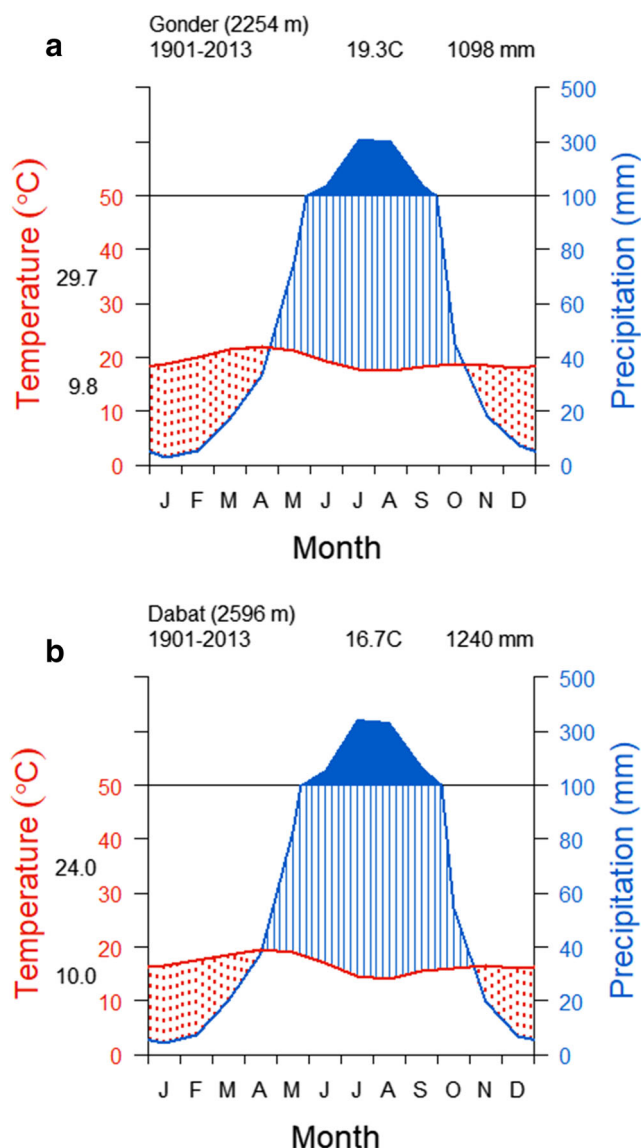 a
Gonder (2254 m)
1901-2013 19.3C 1098 mm
Temperature (°C)
29.7
9.8
50
40
30
20
10
0
500
300
100
80
60
40
20
0
Precipitation (mm)
J F M A M J J A S O N D
Month
b
Dabat (2596 m)
1901-2013 16.7C 1240 mm
Temperature (°C)
24.0
10.0
50
40
30
20
10
0
500
300
100
80
60
40
20
0
Precipitation (mm)
J F M A M J J A S O N D
Month